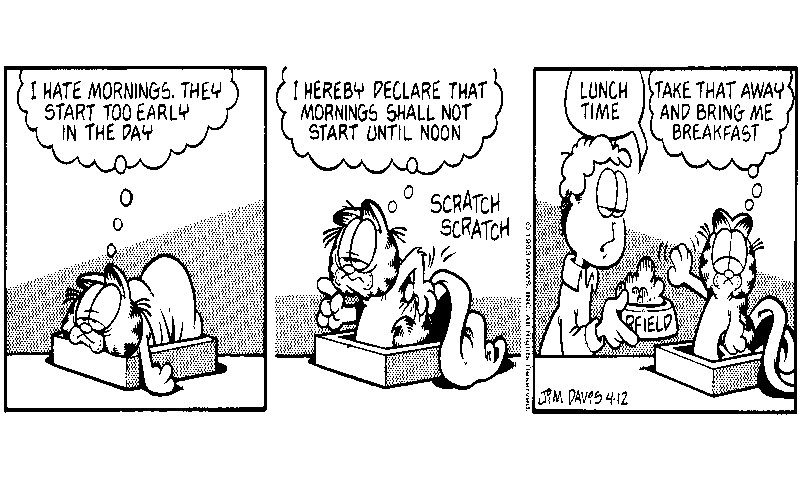 I HATE MORNINGS. THEY
START TOO EARLY
IN THE DAY
I HEREBY DECLARE THAT
MORNINGS SHALL NOT
START UNTIL NOON
SCRATCH
SCRATCH
LUNCH
TIME
TAKE THAT AWAY
AND BRING ME
BREAKFAST
RFIELD
JIM DAVIS 4·12